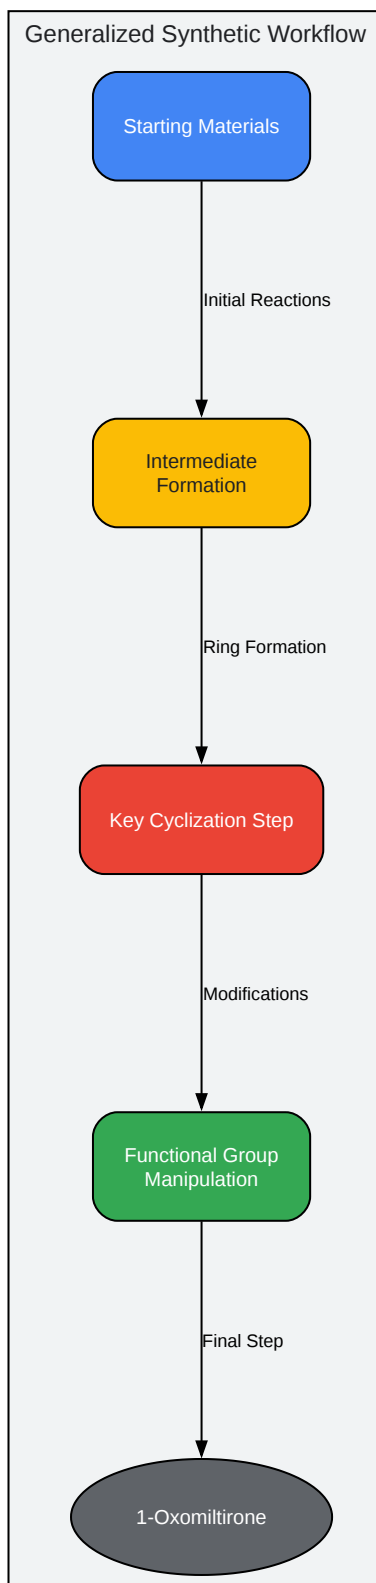 Generalized Synthetic Workflow
Starting Materials
Initial Reactions
Intermediate
Formation
Ring Formation
Key Cyclization Step
Modifications
Functional Group
Manipulation
Final Step
1-Oxomiltirone